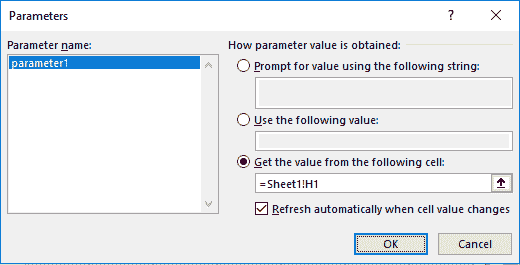 Parameters
?
Parameter name:
parameter1
How parameter value is obtained:
Prompt for value using the following string:
Use the following value:
Get the value from the following cell:
=Sheet1!H1
Refresh automatically when cell value changes
OK
Cancel